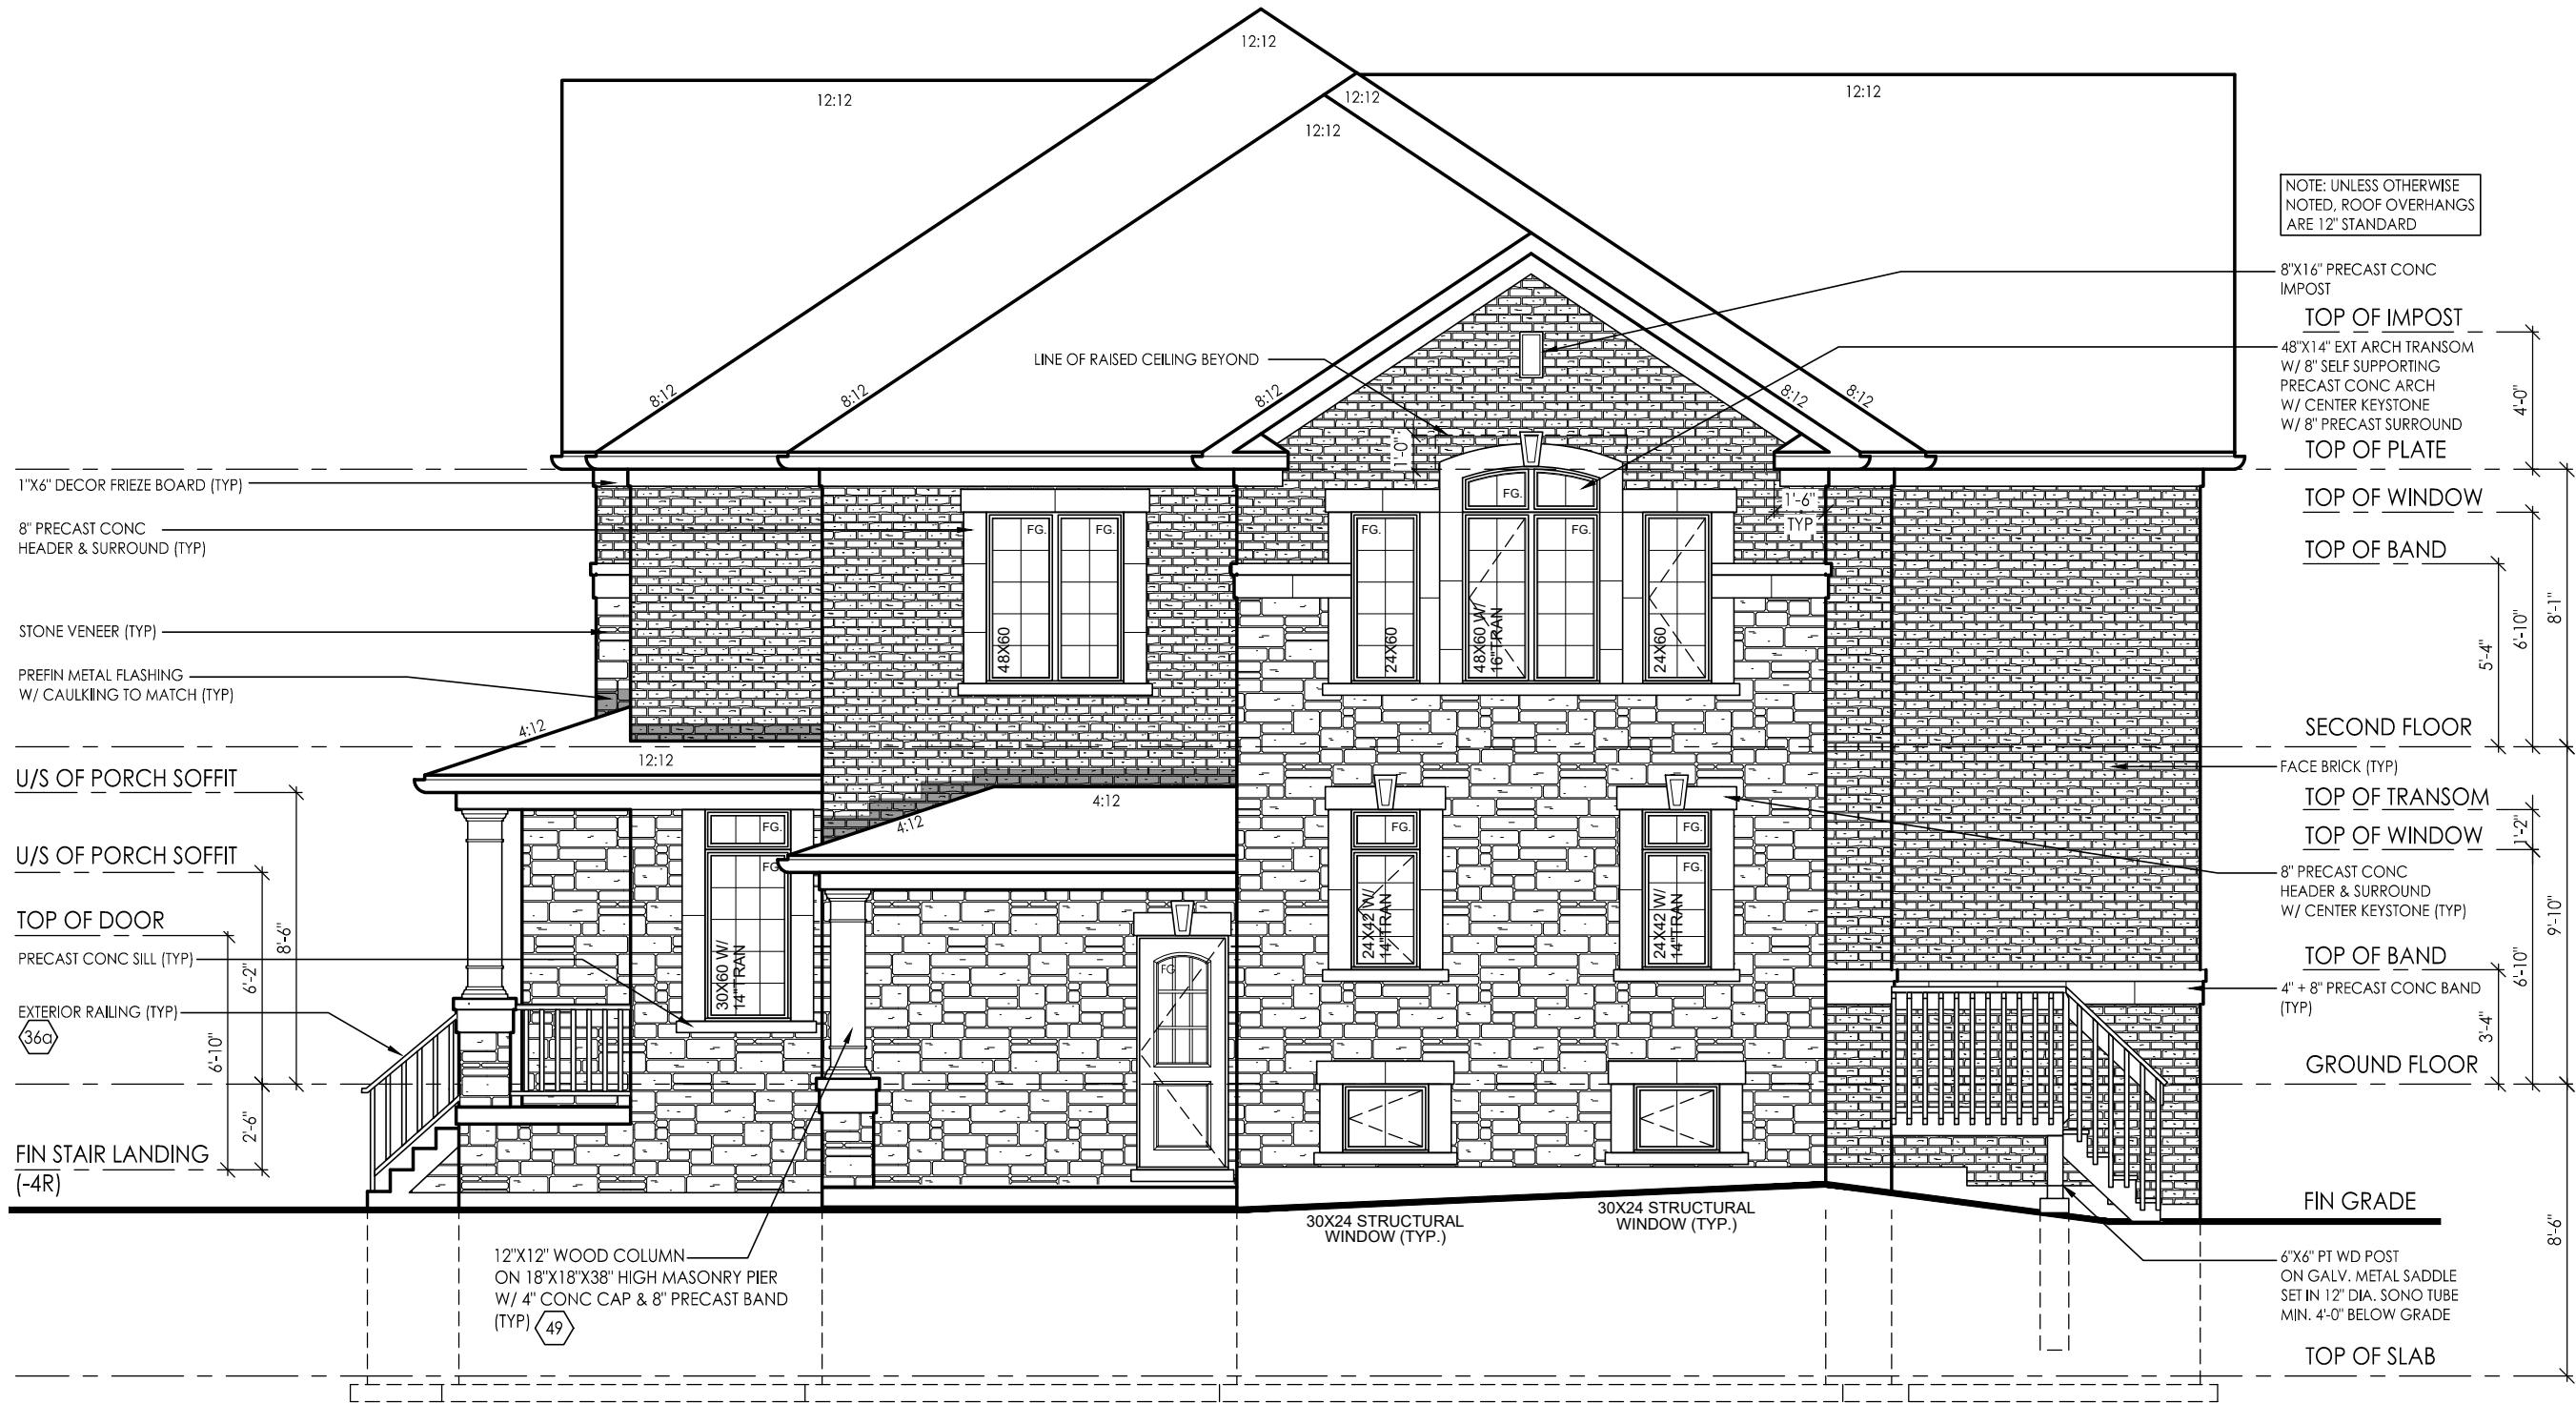 12:12
12:12
12:12
12:12
12:12
8:12
8:12
8:12
8:12
8:12
NOTE: UNLESS OTHERWISE
NOTED, ROOF OVERHANGS
ARE 12" STANDARD
8"X16" PRECAST CONC
IMPOST
TOP OF IMPOST
48"X14" EXT ARCH TRANSOM
W/ 8" SELF SUPPORTING
PRECAST CONC ARCH
W/ CENTER KEYSTONE
W/ 8" PRECAST SURROUND
4'-0"
TOP OF PLATE
TOP OF WINDOW
TOP OF BAND
5'-4"
6'-10"
8'-1"
SECOND FLOOR
FACE BRICK (TYP)
TOP OF TRANSOM
1'-2"
TOP OF WINDOW
8" PRECAST CONC
HEADER & SURROUND
W/ CENTER KEYSTONE (TYP)
9'-10"
TOP OF BAND
6'-10"
4" + 8" PRECAST CONC BAND
(TYP)
3'-4"
GROUND FLOOR
FIN GRADE
8'-6"
6"X6" PT WD POST
ON GALV. METAL SADDLE
SET IN 12" DIA. SONO TUBE
MIN. 4'-0" BELOW GRADE
TOP OF SLAB
LINE OF RAISED CEILING BEYOND
1'-0"
1'-6"
TYP
1"X6" DECOR FRIEZE BOARD (TYP)
8" PRECAST CONC
HEADER & SURROUND (TYP)
STONE VENEER (TYP)
PREFIN METAL FLASHING
W/ CAULKIING TO MATCH (TYP)
4:12
12:12
4:12
4:12
U/S OF PORCH SOFFIT
U/S OF PORCH SOFFIT
TOP OF DOOR
8'-6"
PRECAST CONC SILL (TYP)
6'-2"
EXTERIOR RAILING (TYP)
36a
6'-10"
2'-6"
FIN STAIR LANDING
(-4R)
FG.
FG.
48X60
FG.
FG.
FG.
24X60
48X60 W/
16"TRAN
24X60
FG.
FG.
30X60 W/
14"TRAN
FG
FG.
24X42 W/
14"TRAN
FG.
FG.
24X42 W/
14"TRAN
30X24 STRUCTURAL
WINDOW (TYP.)
30X24 STRUCTURAL
WINDOW (TYP.)
12"X12" WOOD COLUMN
ON 18"X18"X38" HIGH MASONRY PIER
W/ 4" CONC CAP & 8" PRECAST BAND
(TYP) 49